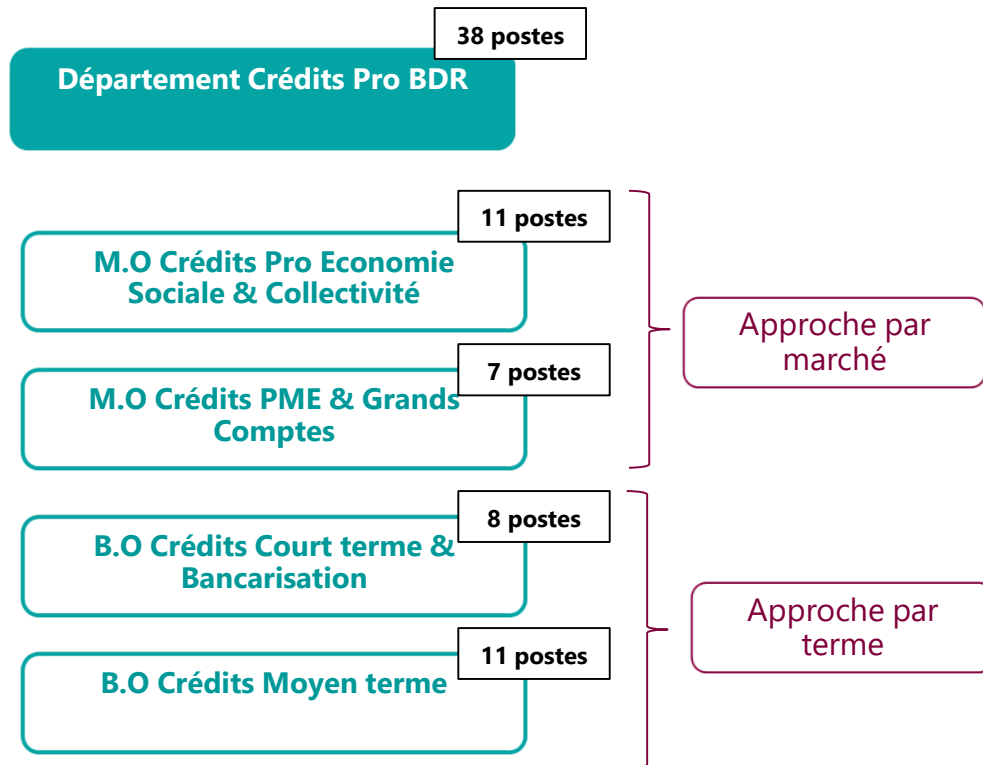 38 postes
Département Crédits Pro BDR
11 postes
M.O Crédits Pro Economie
Sociale & Collectivité
Approche par
marché
7 postes
M.O Crédits PME & Grands
Comptes
8 postes
B.O Crédits Court terme &
Bancarisation
Approche par
terme
11 postes
B.O Crédits Moyen terme